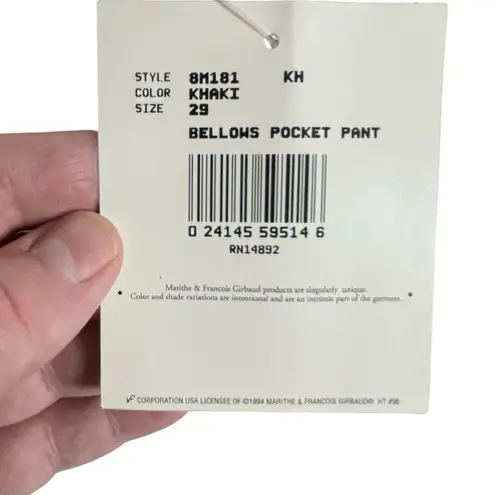 STYLE 8M181 KH
COLOR KHAKI
SIZE 29
BELLOWS POCKET PANT
0 24145 59514 6
RN14892
Marithe & Francois Girbaud products are singularly unique.
Color and shade variations are intentional and are an intrinsic part of the garment.
CORPORATION USA LICENSEE OF ©1994 MARITHE & FRANCOIS GIRBAUD® HT #96